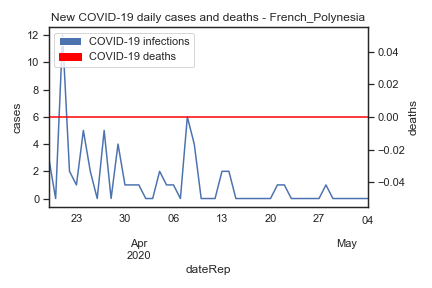 New COVID-19 daily cases and deaths - French_Polynesia
COVID-19 infections
COVID-19 deaths
12
10
8
6
4
2
0
cases
0.04
0.02
0.00
−0.02
−0.04
deaths
23 30 06 13 20 27 04
Apr May
2020
dateRep